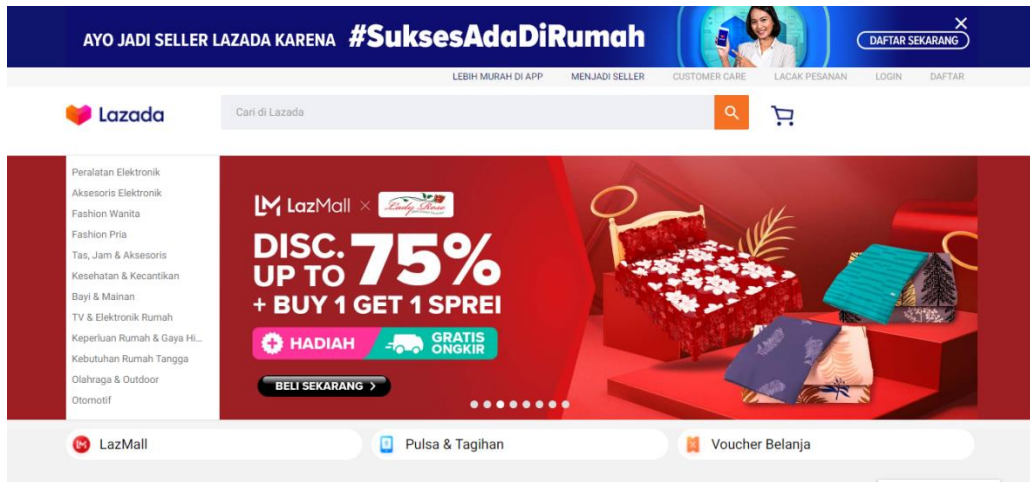 AYO JADI SELLER LAZADA KARENA #SuksesAdaDiRumah
DAFTAR SEKARANG
LEBIH MURAH DI APP MENJADI SELLER CUSTOMER CARE LACAK PESANAN LOGIN DAFTAR
Lazada
Cari di Lazada
Peralatan Elektronik
Aksesoris Elektronik
Fashion Wanita
Fashion Pria
Tas, Jam & Aksesoris
Kesehatan & Kecantikan
Bayi & Mainan
TV & Elektronik Rumah
Keperluan Rumah & Gaya Hi...
Kebutuhan Rumah Tangga
Olahraga & Outdoor
Otomotif
LazMall × Lady Rose
DISC. UP TO 75%
+ BUY 1 GET 1 SPREI
HADIAH GRATIS ONGKIR
BELI SEKARANG >
LazMall
Pulsa & Tagihan
Voucher Belanja